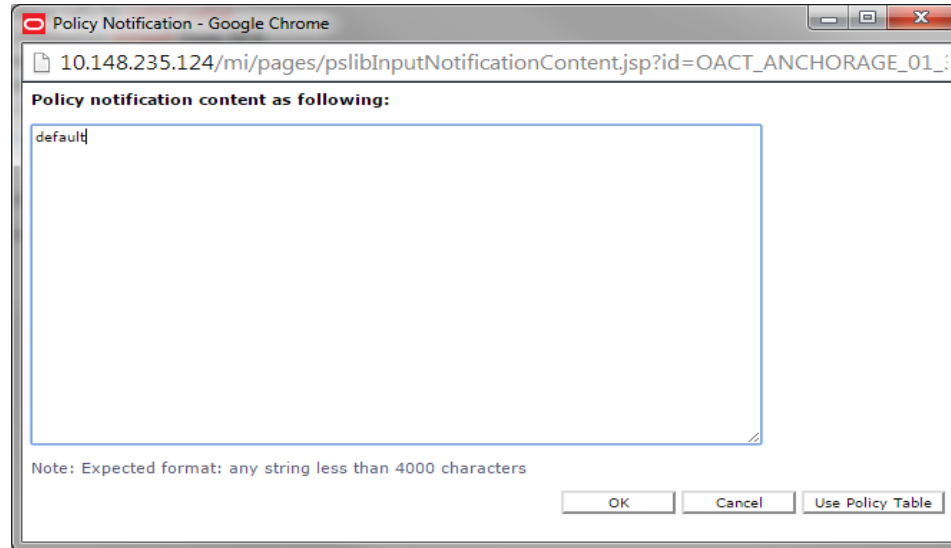 Policy Notification - Google Chrome
10.148.235.124/mi/pages/pslibInputNotificationContent.jsp?id=OACT_ANCHORAGE_01_
Policy notification content as following:
default
Note: Expected format: any string less than 4000 characters
OK Cancel Use Policy Table